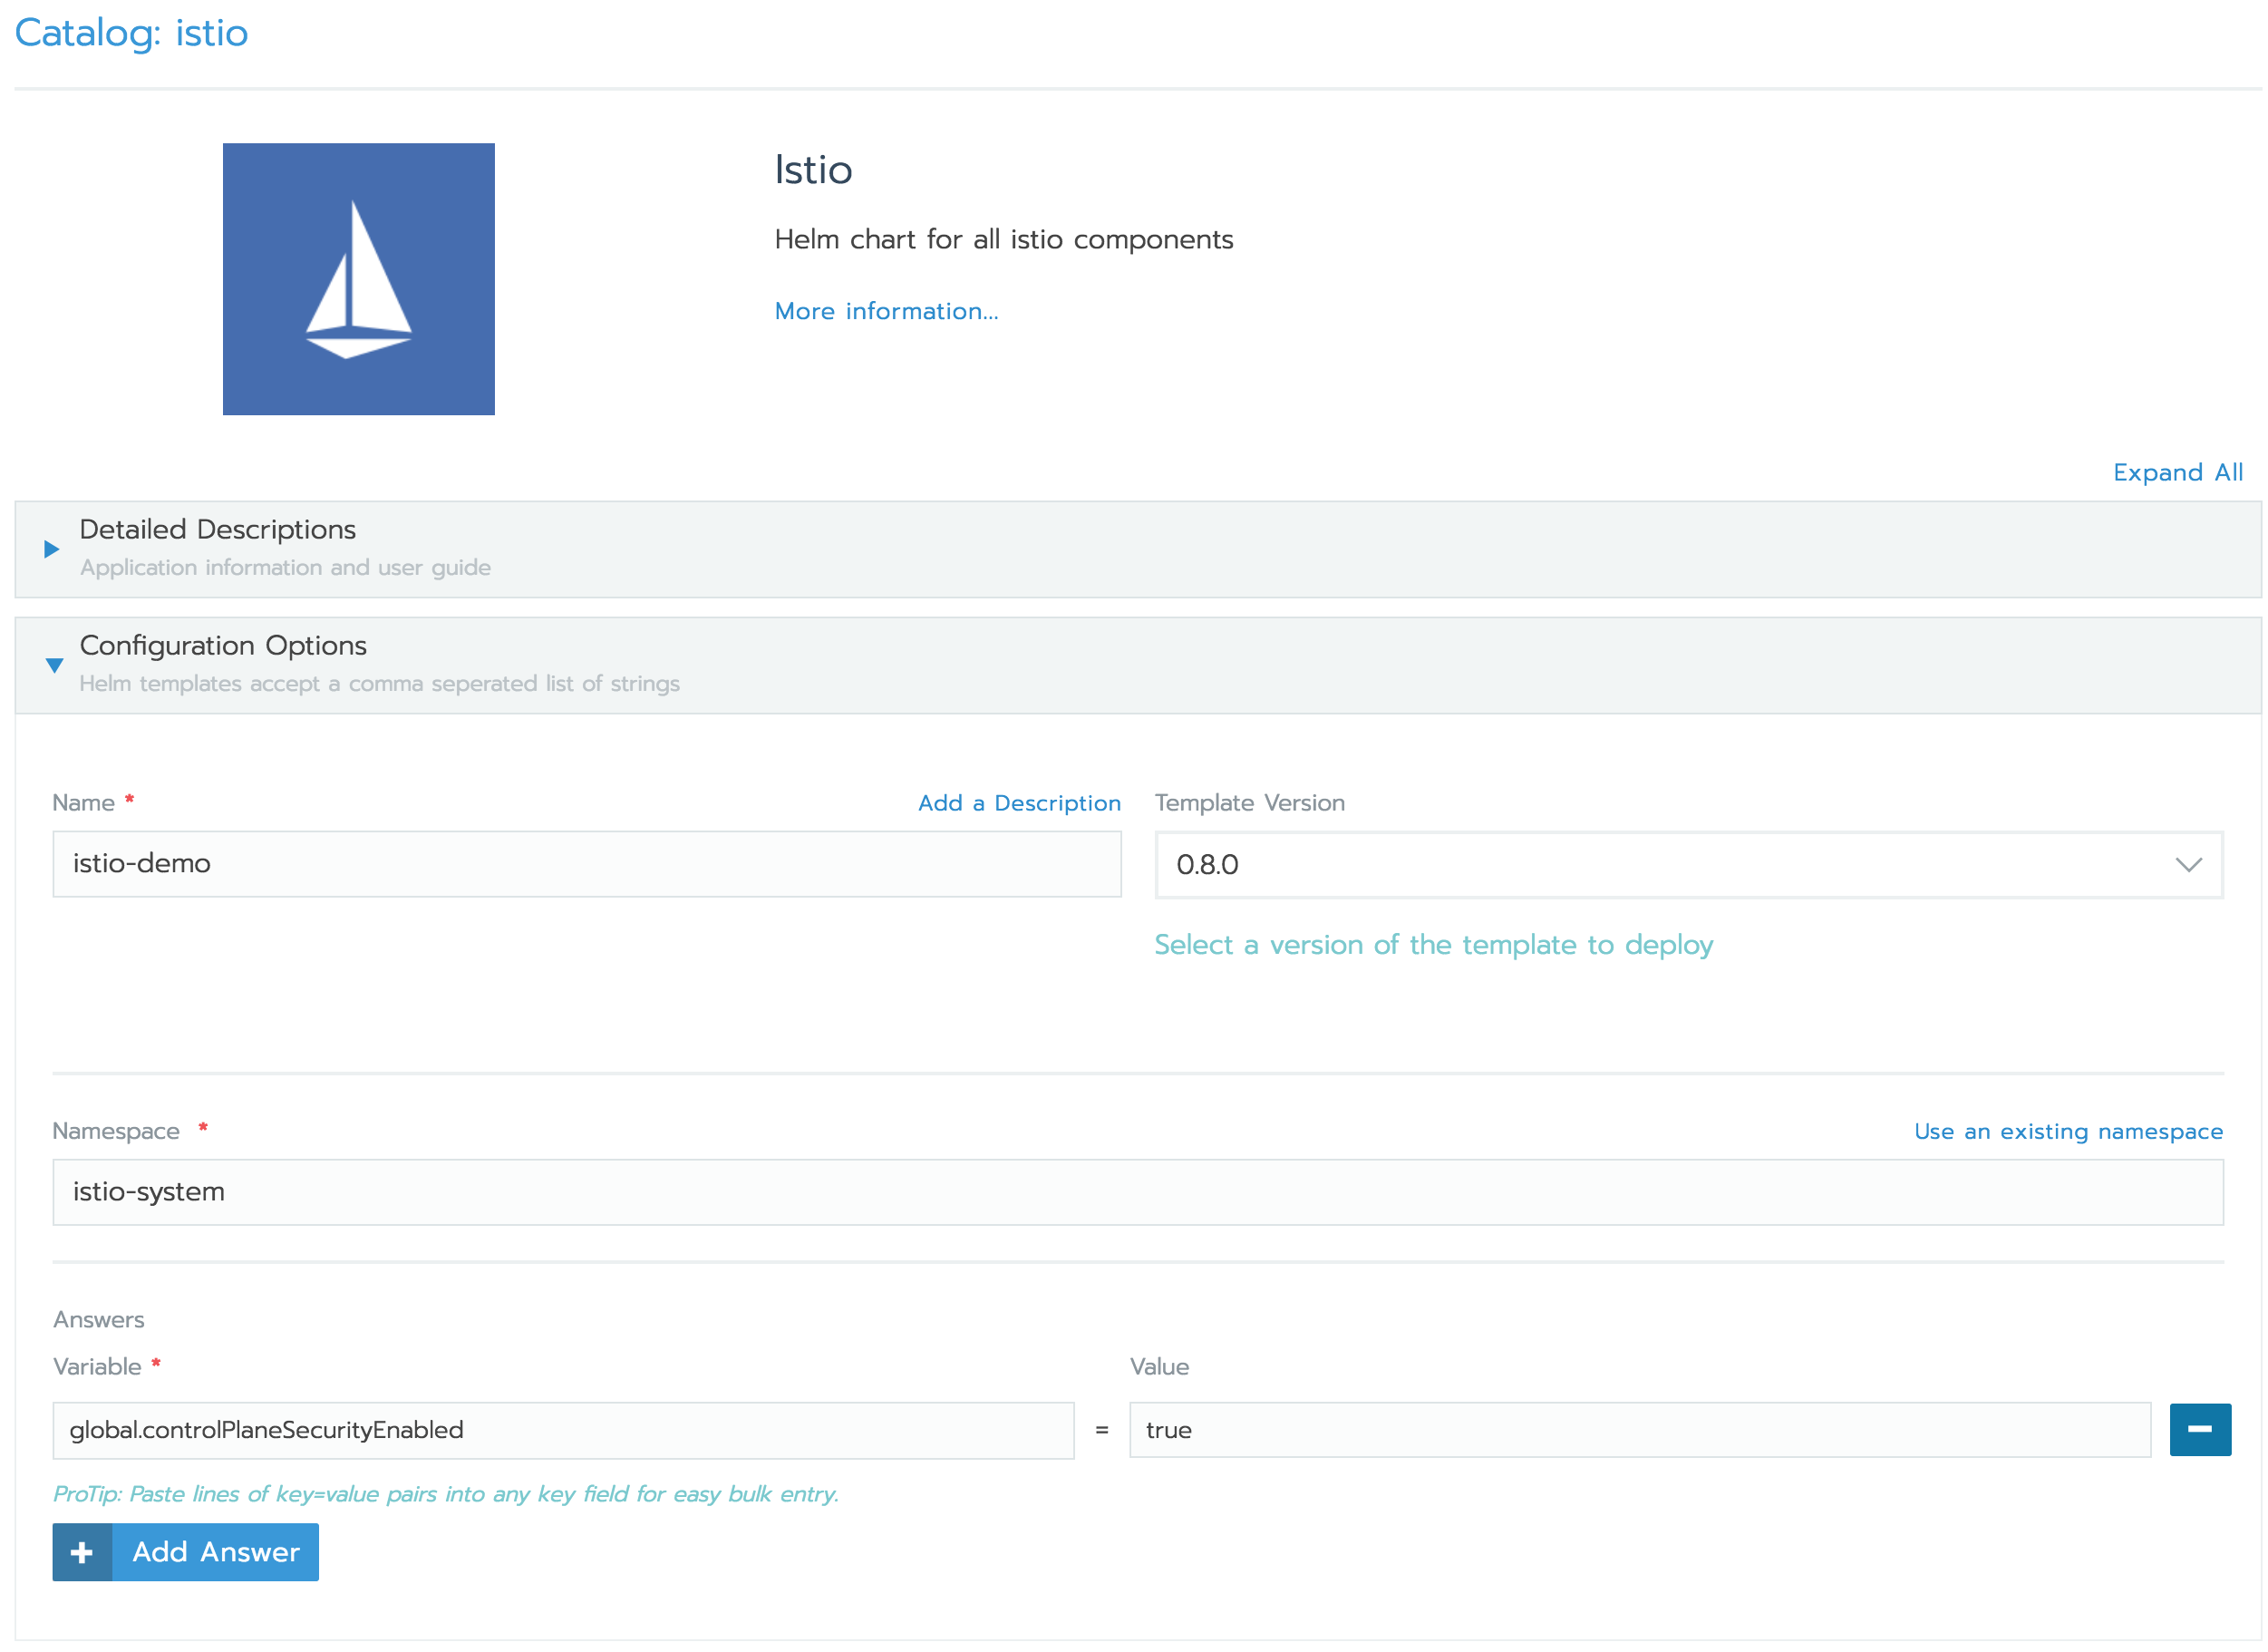 Catalog: istio
Istio
Helm chart for all istio components
More information...
Expand All
Detailed Descriptions
Application information and user guide
Configuration Options
Helm templates accept a comma seperated list of strings
Name * Add a Description Template Version
istio-demo 0.8.0
Select a version of the template to deploy
Namespace * Use an existing namespace
istio-system
Answers
Variable * Value
global.controlPlaneSecurityEnabled = true
ProTip: Paste lines of key=value pairs into any key field for easy bulk entry.
+ Add Answer